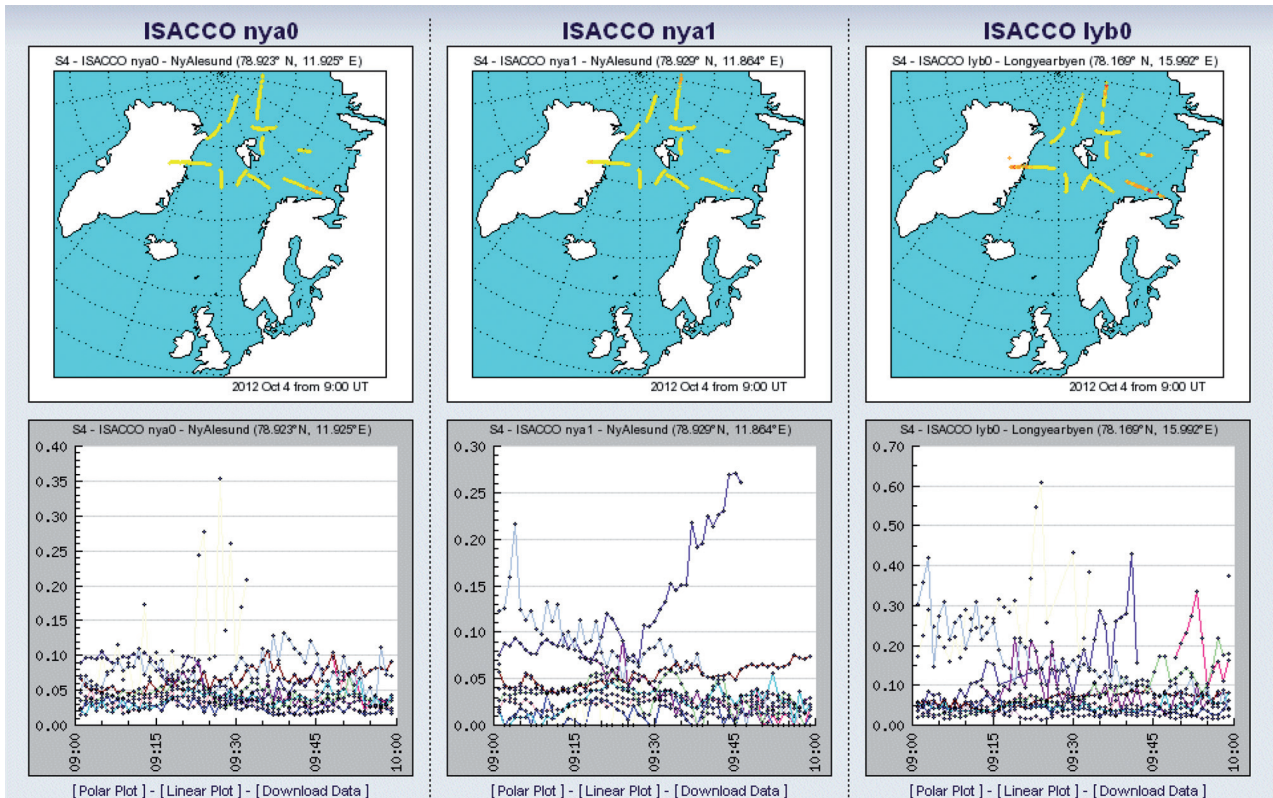 ISACCO nya0
S4 - ISACCO nya0 - NyAlesund (78.923° N, 11.925° E)
2012 Oct 4 from 9:00 UT
S4 - ISACCO nya0 - NyAlesund (78.923°N, 11.925°E)
0.40
0.35
0.30
0.25
0.20
0.15
0.10
0.05
0.00
09:00
09:15
09:30
09:45
10:00
[ Polar Plot ] - [ Linear Plot ] - [ Download Data ]
ISACCO nya1
S4 - ISACCO nya1 - NyAlesund (78.929° N, 11.864° E)
2012 Oct 4 from 9:00 UT
S4 - ISACCO nya1 - NyAlesund (78.929°N, 11.864°E)
0.30
0.25
0.20
0.15
0.10
0.05
0.00
09:00
09:15
09:30
09:45
10:00
[ Polar Plot ] - [ Linear Plot ] - [ Download Data ]
ISACCO lyb0
S4 - ISACCO lyb0 - Longyearbyen (78.169° N, 15.992° E)
2012 Oct 4 from 9:00 UT
S4 - ISACCO lyb0 - Longyearbyen (78.169°N, 15.992°E)
0.70
0.60
0.50
0.40
0.30
0.20
0.10
0.00
09:00
09:15
09:30
09:45
10:00
[ Polar Plot ] - [ Linear Plot ] - [ Download Data ]